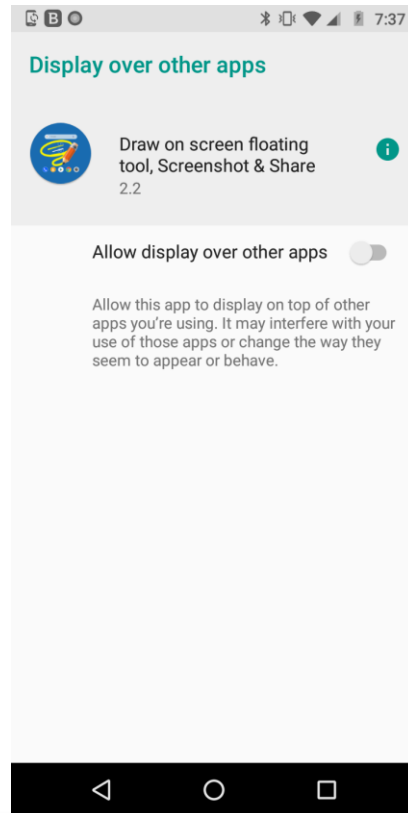 B 7:37
Display over other apps
Draw on screen floating
tool, Screenshot & Share
2.2
Allow display over other apps
Allow this app to display on top of other
apps you're using. It may interfere with your
use of those apps or change the way they
seem to appear or behave.